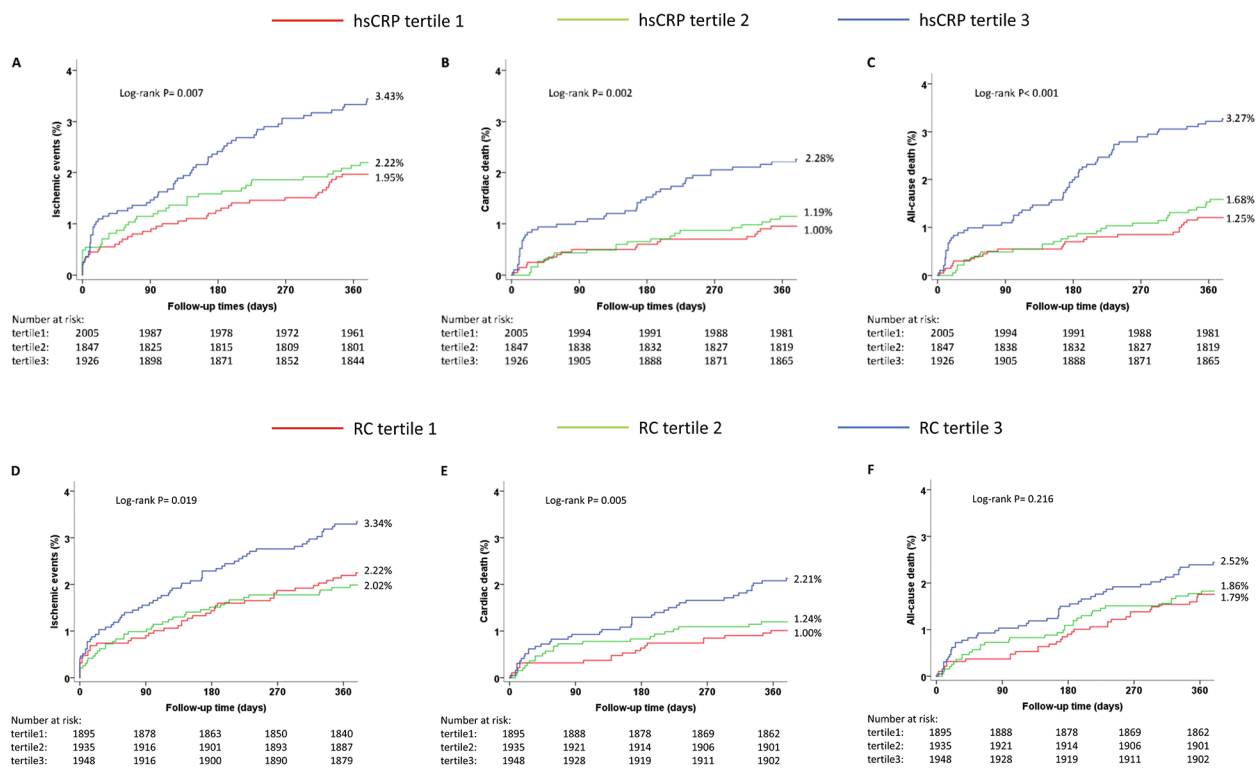 hsCRP tertile 1 hsCRP tertile 2 hsCRP tertile 3
A
Log-rank P= 0.007
Ischemic events (%)
4
3
2
1
0
3.43%
2.22%
1.95%
0 90 180 270 360
Follow-up times (days)
Number at risk:
tertile1: 2005 1987 1978 1972 1961
tertile2: 1847 1825 1815 1809 1801
tertile3: 1926 1898 1871 1852 1844
B
Log-rank P= 0.002
Cardiac death (%)
4
3
2
1
0
2.28%
1.19%
1.00%
0 90 180 270 360
Follow-up times (days)
2005 1994 1991 1988 1981
1847 1838 1832 1827 1819
1926 1905 1888 1871 1865
C
Log-rank P< 0.001
All-cause death (%)
4
3
2
1
0
3.27%
1.68%
1.25%
0 90 180 270 360
Follow-up times (days)
Number at risk:
tertile1: 2005 1994 1991 1988 1981
tertile2: 1847 1838 1832 1827 1819
tertile3: 1926 1905 1888 1871 1865
RC tertile 1 RC tertile 2 RC tertile 3
D
Log-rank P= 0.019
Ischemic events (%)
4
3
2
1
0
3.34%
2.22%
2.02%
0 90 180 270 360
Follow-up time (days)
Number at risk:
tertile1: 1895 1878 1863 1850 1840
tertile2: 1935 1916 1901 1893 1887
tertile3: 1948 1916 1900 1890 1879
E
Log-rank P= 0.005
Cardiac death (%)
4
3
2
1
0
2.21%
1.24%
1.00%
0 90 180 270 360
Follow-up time (days)
1895 1888 1878 1869 1862
1935 1921 1914 1906 1901
1948 1928 1919 1911 1902
F
Log-rank P= 0.216
All-cause death (%)
4
3
2
1
0
2.52%
1.86%
1.79%
0 90 180 270 360
Follow-up time (days)
Number at risk:
tertile1: 1895 1888 1878 1869 1862
tertile2: 1935 1921 1914 1906 1901
tertile3: 1948 1928 1919 1911 1902